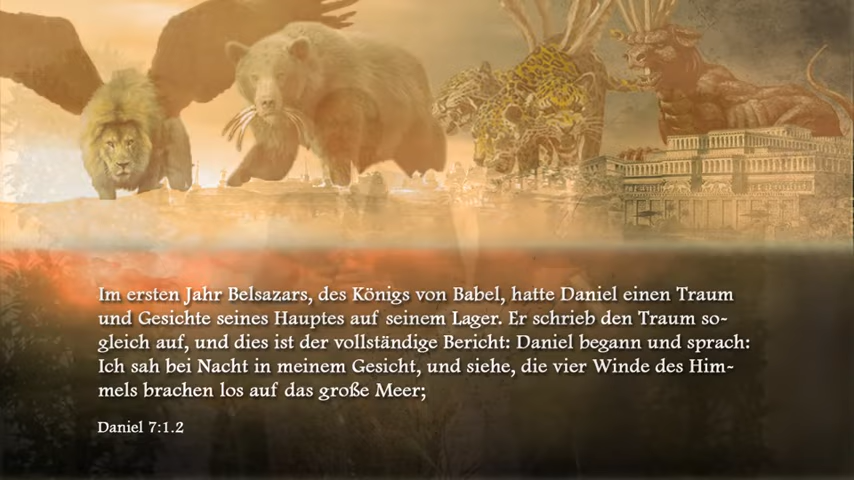 Im ersten Jahr Belsazars, des Königs von Babel, hatte Daniel einen Traum
und Gesichte seines Hauptes auf seinem Lager. Er schrieb den Traum so-
gleich auf, und dies ist der vollständige Bericht: Daniel begann und sprach:
Ich sah bei Nacht in meinem Gesicht, und siehe, die vier Winde des Him-
mels brachen los auf das große Meer;
Daniel 7:1.2